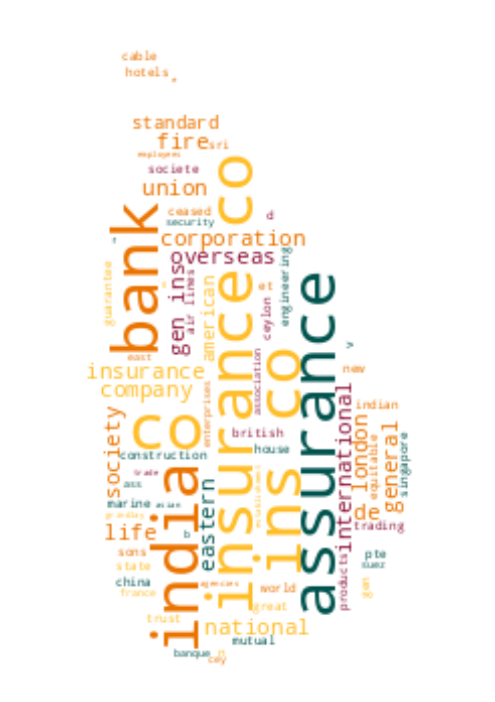 cable
hotels
standard
fire
sri
employees
societe
co
union
ceased
security
d
bank
corporation
overseas
engineering
gen ins
air lines
guarantee
american
insurance
et
ceylon
assurance
east
insurance
company
co
association
new
v
indian
society
co
enterprises
british
international
london
equitable
general
singapore
construction
house
trade
india
ass
ins
marine
asian
eastern
establishment
de
trading
life
b
sons
pte
suez
state
china
france
agencies
world
products
gen
great
trust
national
mutual
banque
cey